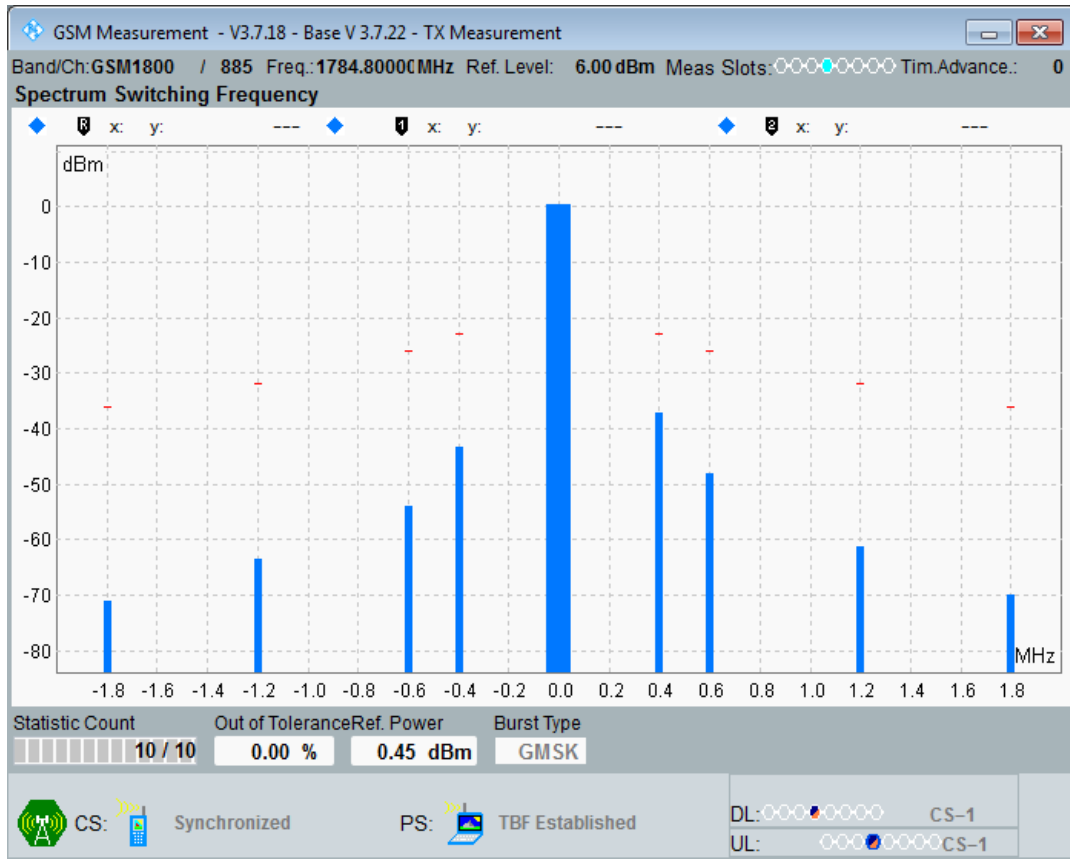 GSM Measurement - V3.7.18 - Base V 3.7.22 - TX Measurement
Band/Ch:GSM1800 / 885 Freq.:1784.80000MHz Ref. Level: 6.00 dBm Meas Slots: Tim.Advance.: 0
Spectrum Switching Frequency
R x: y: --- 1 x: y: --- 2 x: y: ---
dBm
0
-10
-20
-30
-40
-50
-60
-70
-80
MHz
-1.8 -1.6 -1.4 -1.2 -1.0 -0.8 -0.6 -0.4 -0.2 0.0 0.2 0.4 0.6 0.8 1.0 1.2 1.4 1.6 1.8
Statistic Count Out of Tolerance Ref. Power Burst Type
10 / 10 0.00 % 0.45 dBm GMSK
CS: Synchronized PS: TBF Established
DL: CS-1
UL: CS-1